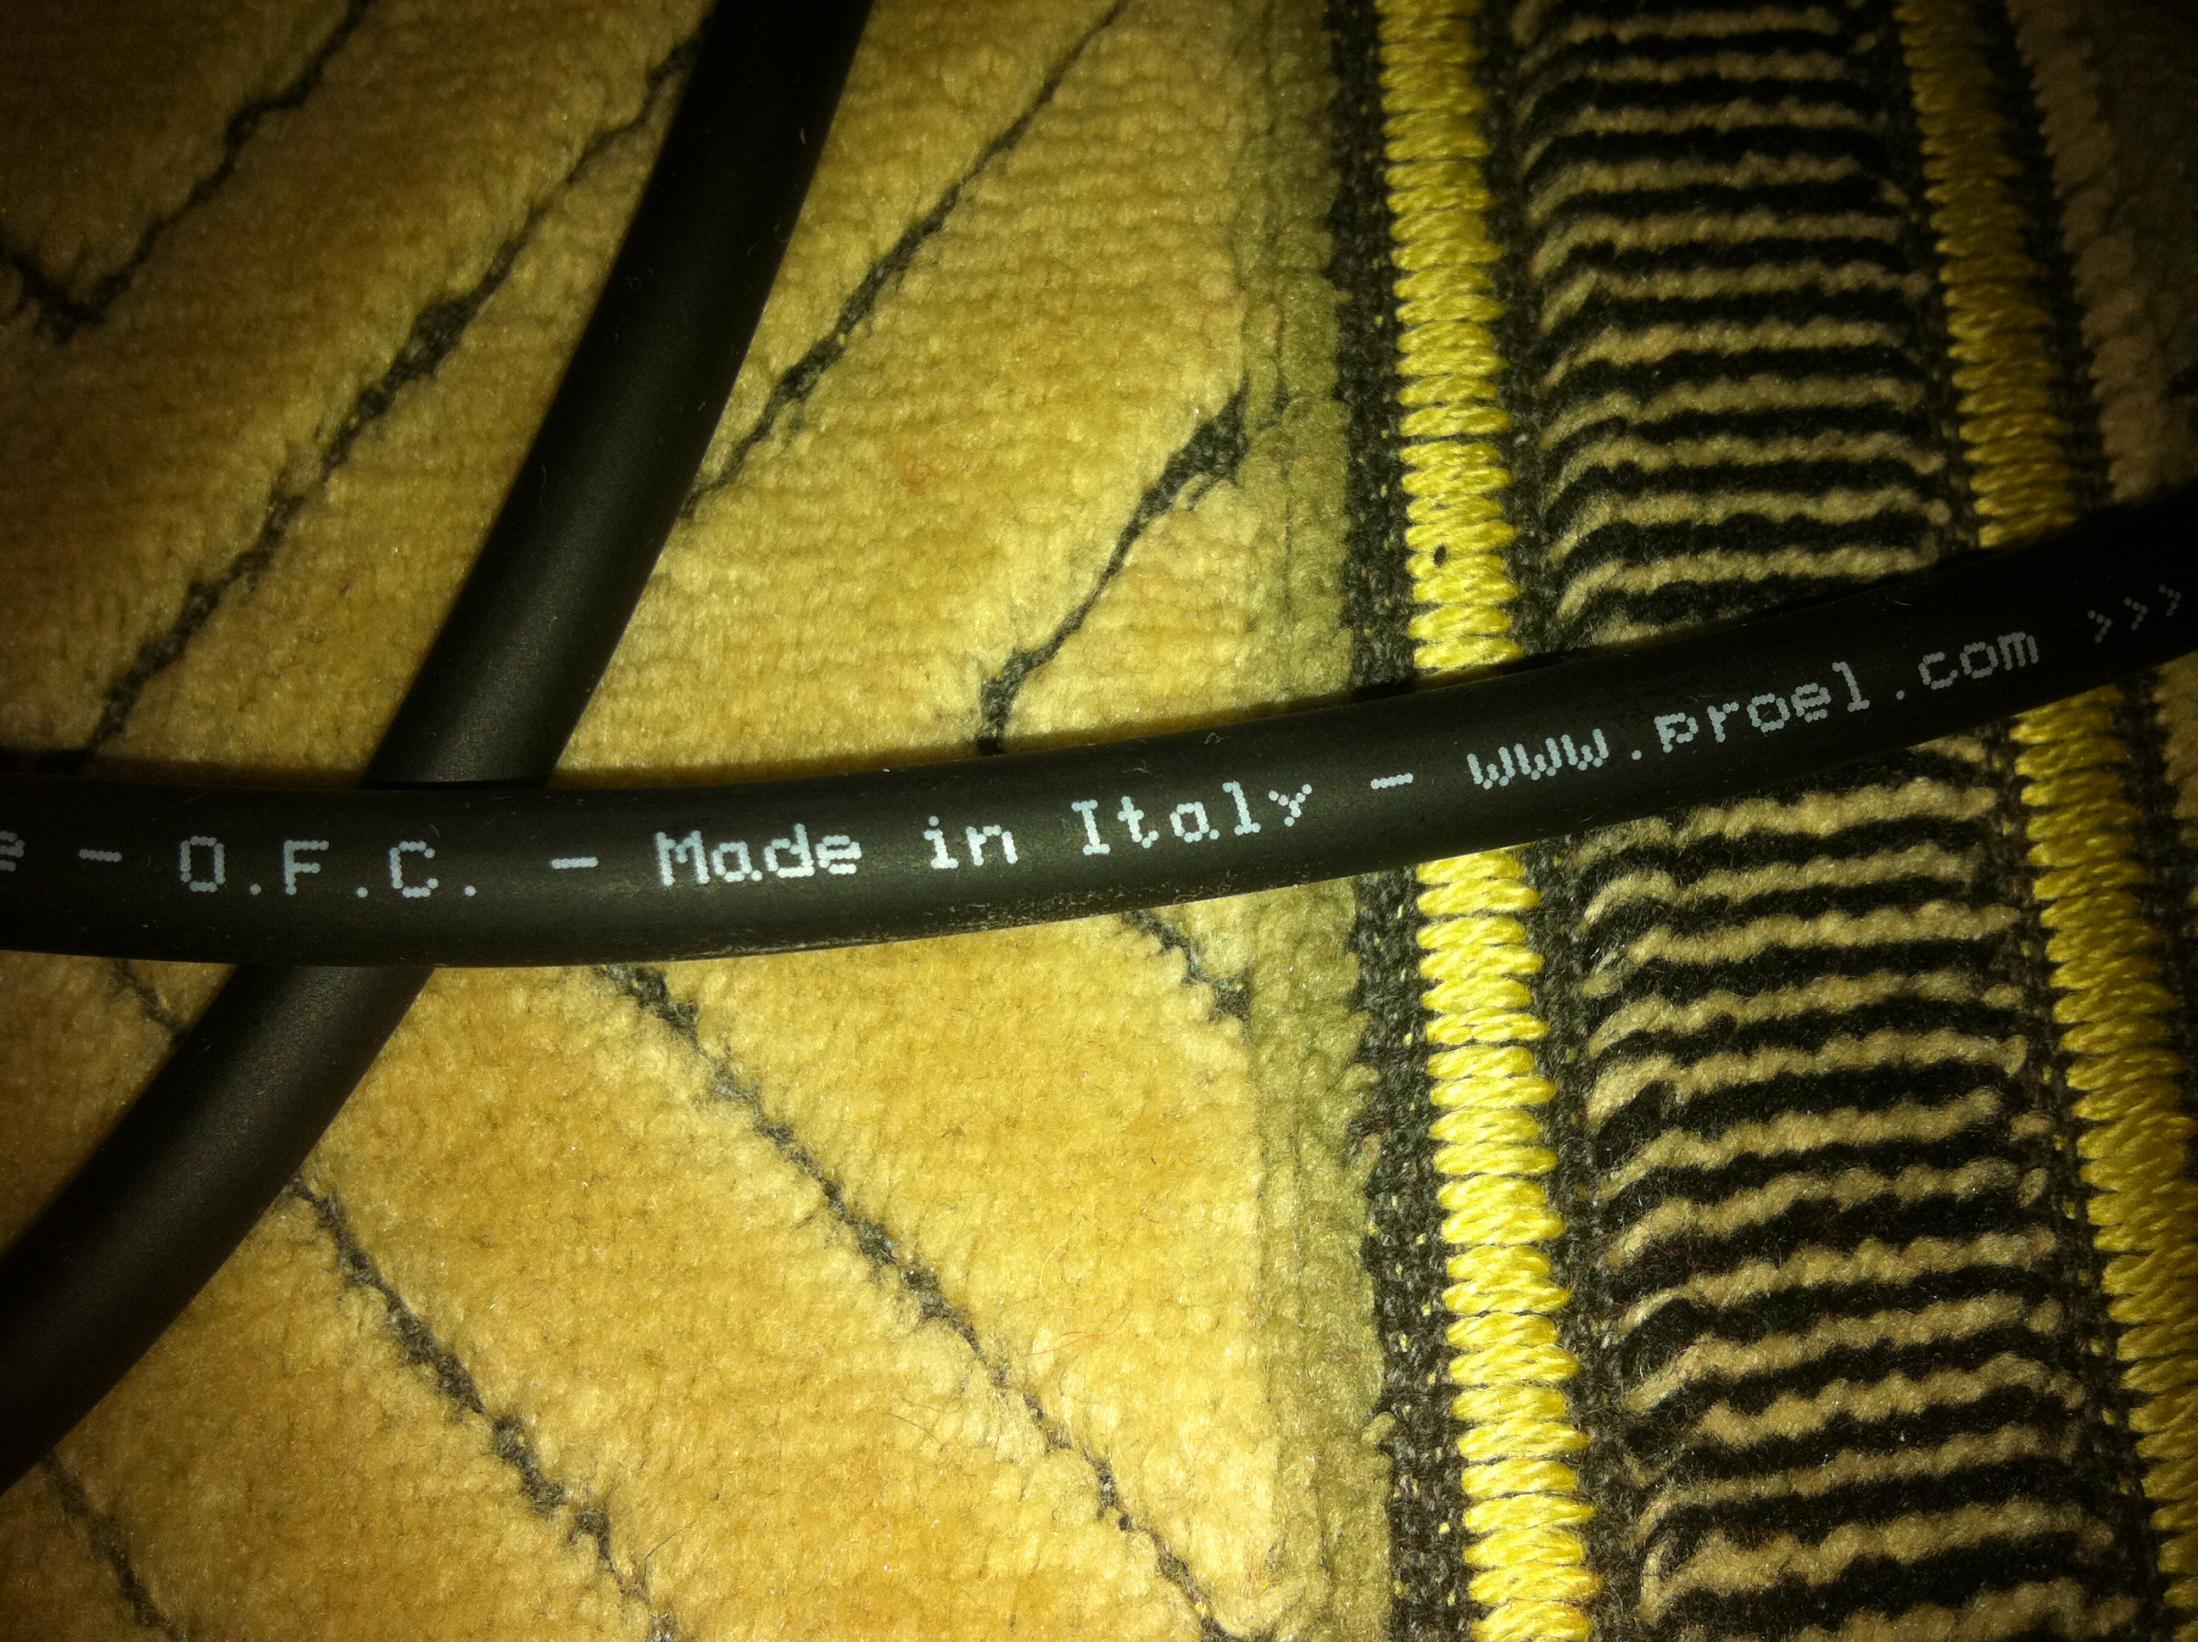 e - O.F.C. - Made in Italy - www.proel.com >>>